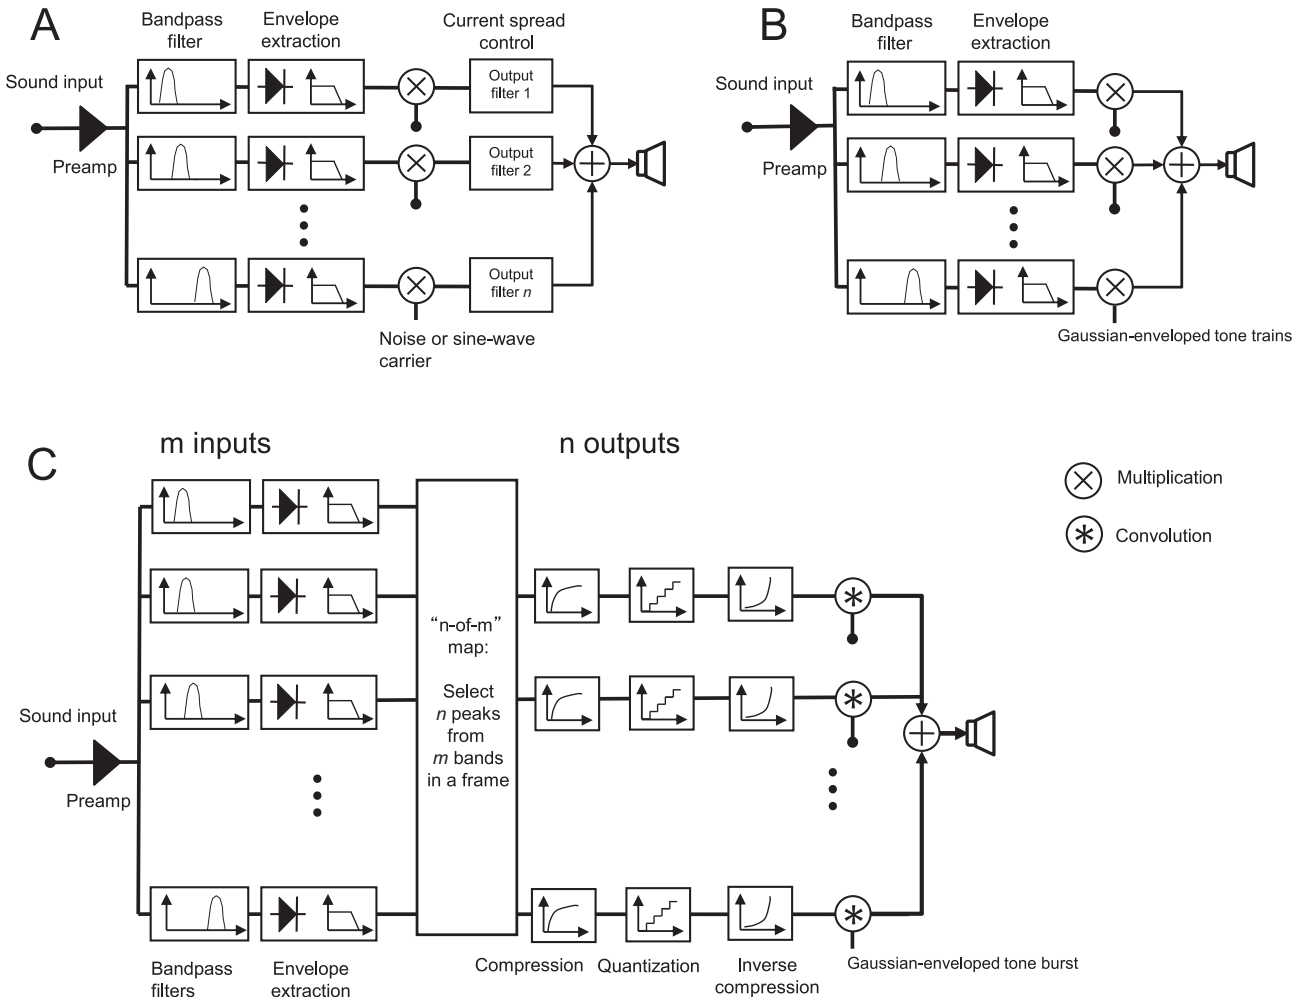 A
Bandpass
filter
Envelope
extraction
Current spread
control
Sound input
Preamp
Output
filter 1
Output
filter 2
Output
filter n
Noise or sine-wave
carrier
B
Bandpass
filter
Envelope
extraction
Sound input
Preamp
Gaussian-enveloped tone trains
C
m inputs
n outputs
Sound input
Preamp
“n-of-m”
map:
Select
n peaks
from
m bands
in a frame
Multiplication
Convolution
Bandpass
filters
Envelope
extraction
Compression
Quantization
Inverse
compression
Gaussian-enveloped tone burst